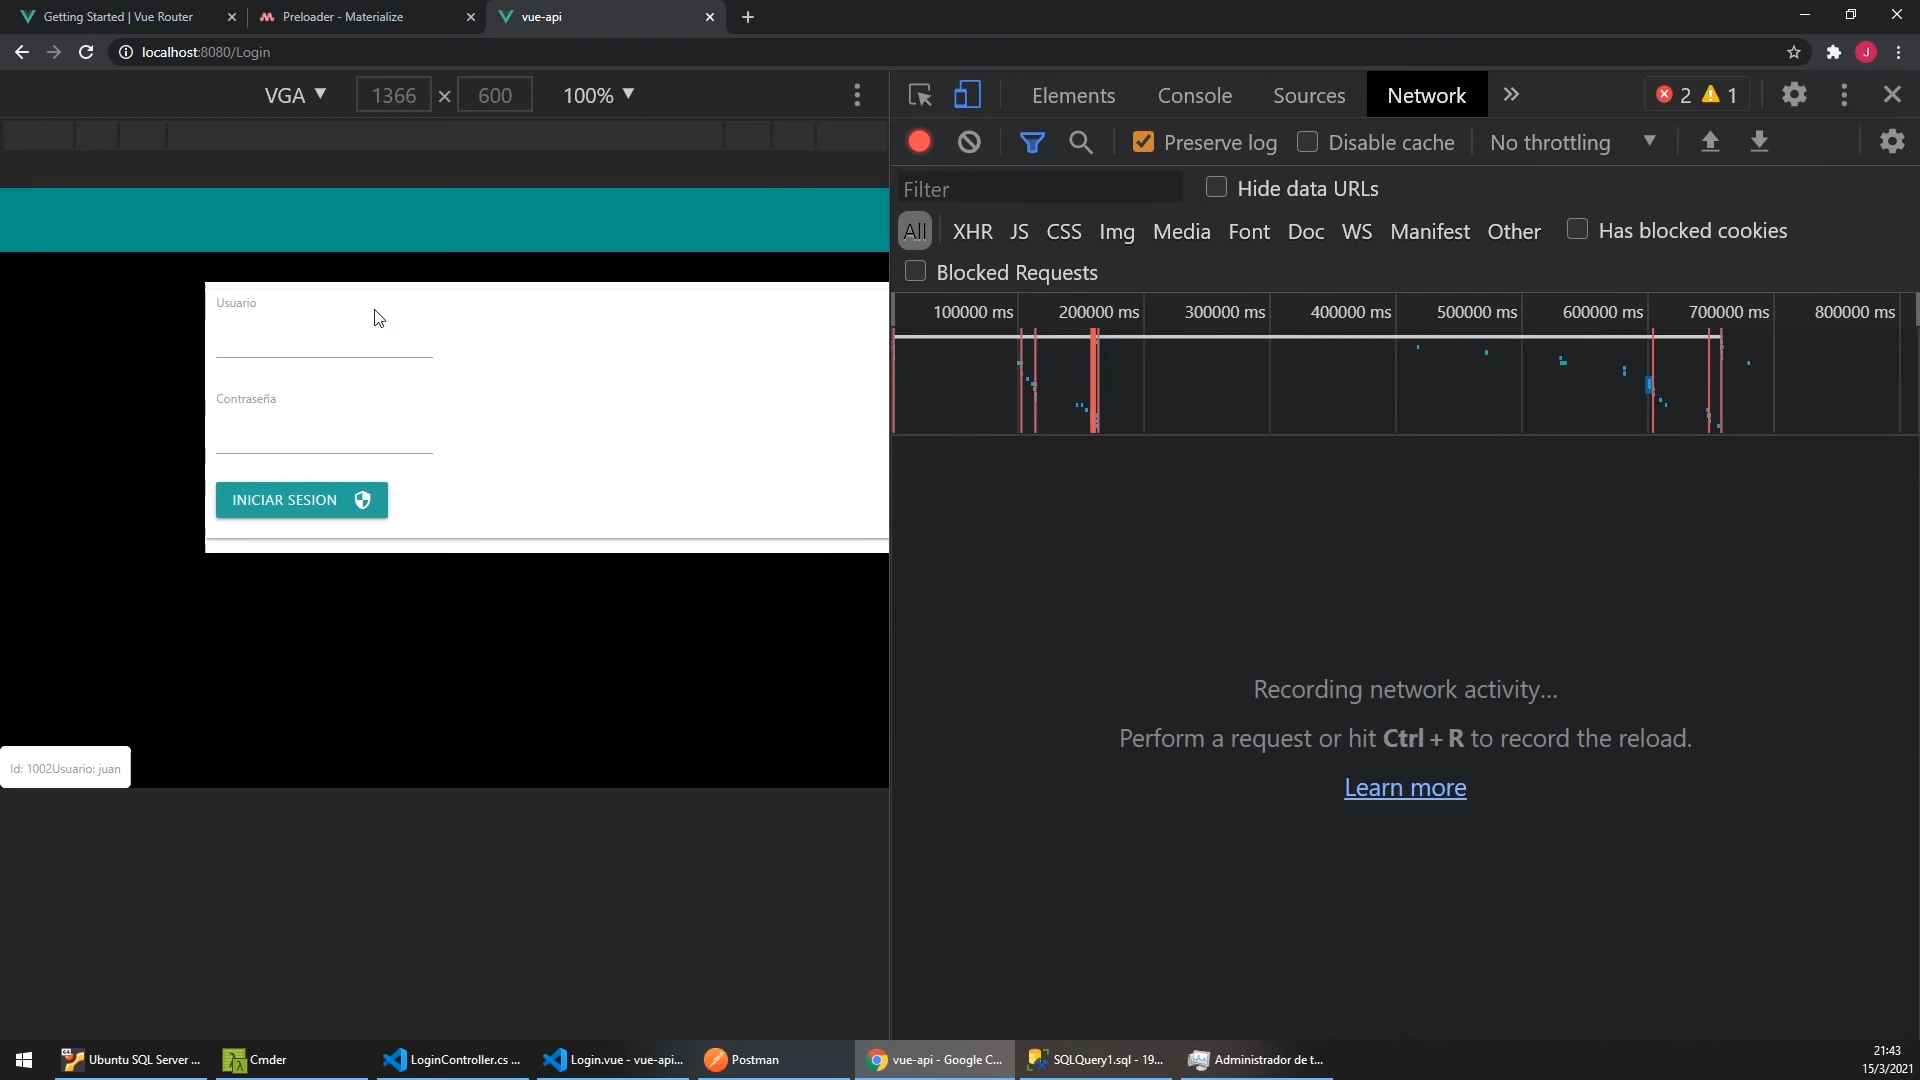 Getting Started | Vue Router
Preloader - Materialize
vue-api
localhost:8080/Login
J
VGA
1366
600
100%
Elements
Console
Sources
Network
2
1
Preserve log
Disable cache
No throttling
Filter
Hide data URLs
All
XHR
JS
CSS
Img
Media
Font
Doc
WS
Manifest
Other
Has blocked cookies
Blocked Requests
100000 ms
200000 ms
300000 ms
400000 ms
500000 ms
600000 ms
700000 ms
800000 ms
Usuario
Contraseña
INICIAR SESION
Recording network activity...
Perform a request or hit Ctrl + R to record the reload.
Learn more
Id: 1002Usuario: juan
Ubuntu SQL Server ...
Cmder
LoginController.cs ...
Login.vue - vue-api...
Postman
vue-api - Google C...
SQLQuery1.sql - 19...
Administrador de t...
21:43
15/3/2021